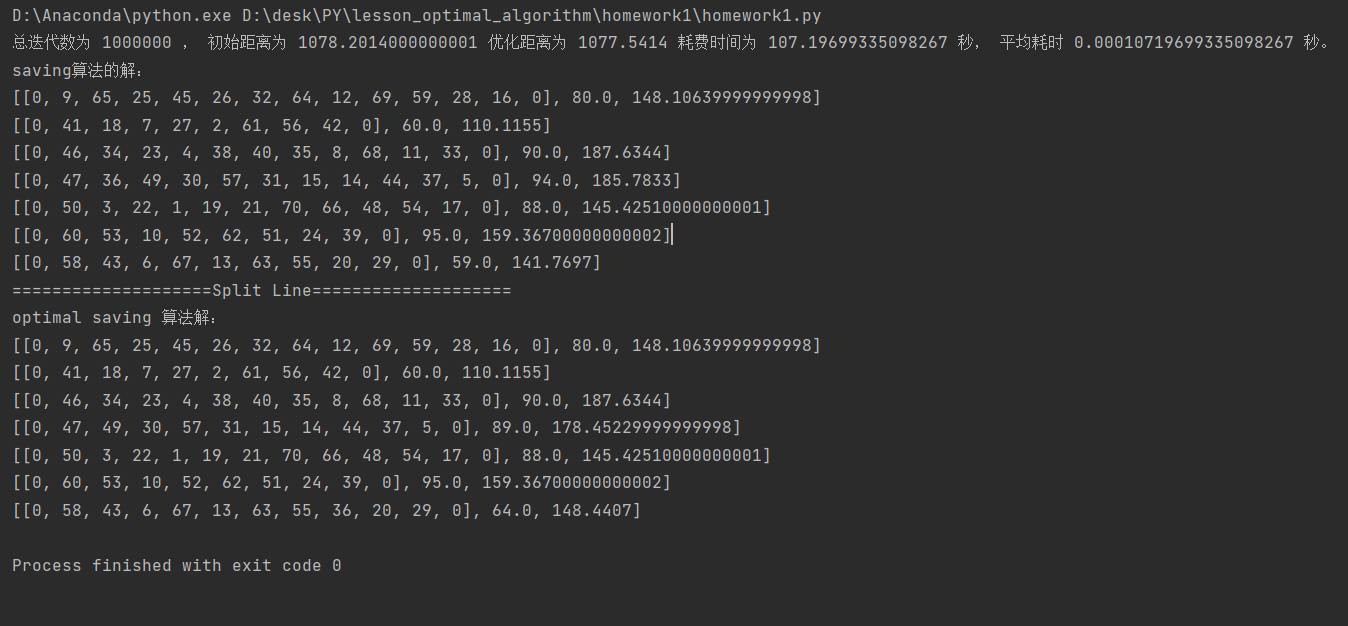 D:\Anaconda\python.exe D:\desk\PY\lesson_optimal_algorithm\homework1\homework1.py
总迭代数为 1000000 ， 初始距离为 1078.2014000000001 优化距离为 1077.5414 耗费时间为 107.19699335098267 秒， 平均耗时 0.00010719699335098267 秒。
saving算法的解：
[[0, 9, 65, 25, 45, 26, 32, 64, 12, 69, 59, 28, 16, 0], 80.0, 148.10639999999998]
[[0, 41, 18, 7, 27, 2, 61, 56, 42, 0], 60.0, 110.1155]
[[0, 46, 34, 23, 4, 38, 40, 35, 8, 68, 11, 33, 0], 90.0, 187.6344]
[[0, 47, 36, 49, 30, 57, 31, 15, 14, 44, 37, 5, 0], 94.0, 185.7833]
[[0, 50, 3, 22, 1, 19, 21, 70, 66, 48, 54, 17, 0], 88.0, 145.42510000000001]
[[0, 60, 53, 10, 52, 62, 51, 24, 39, 0], 95.0, 159.36700000000002]
[[0, 58, 43, 6, 67, 13, 63, 55, 20, 29, 0], 59.0, 141.7697]
====================Split Line====================
optimal saving 算法解：
[[0, 9, 65, 25, 45, 26, 32, 64, 12, 69, 59, 28, 16, 0], 80.0, 148.10639999999998]
[[0, 41, 18, 7, 27, 2, 61, 56, 42, 0], 60.0, 110.1155]
[[0, 46, 34, 23, 4, 38, 40, 35, 8, 68, 11, 33, 0], 90.0, 187.6344]
[[0, 47, 49, 30, 57, 31, 15, 14, 44, 37, 5, 0], 89.0, 178.45229999999998]
[[0, 50, 3, 22, 1, 19, 21, 70, 66, 48, 54, 17, 0], 88.0, 145.42510000000001]
[[0, 60, 53, 10, 52, 62, 51, 24, 39, 0], 95.0, 159.36700000000002]
[[0, 58, 43, 6, 67, 13, 63, 55, 36, 20, 29, 0], 64.0, 148.4407]
Process finished with exit code 0